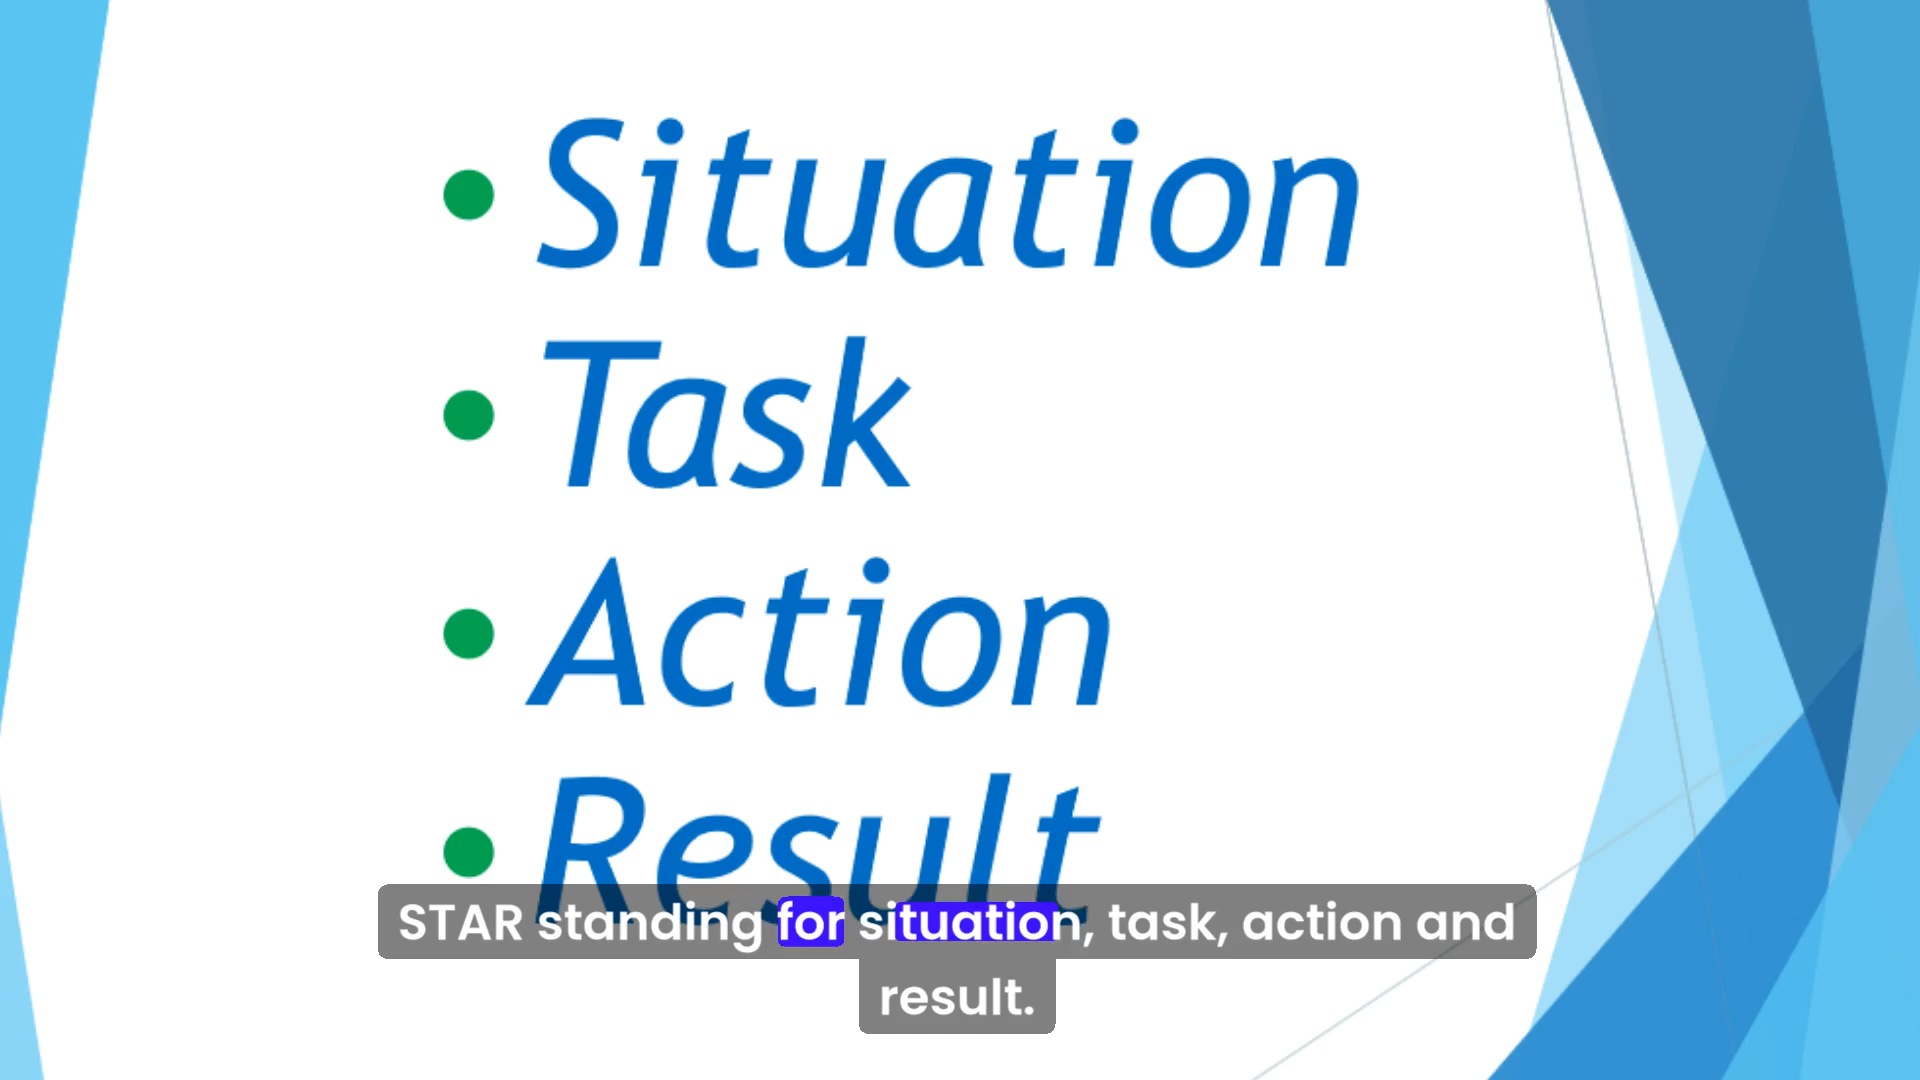 • Situation
• Task
• Action
• Result
STAR standing for situation, task, action and
result.